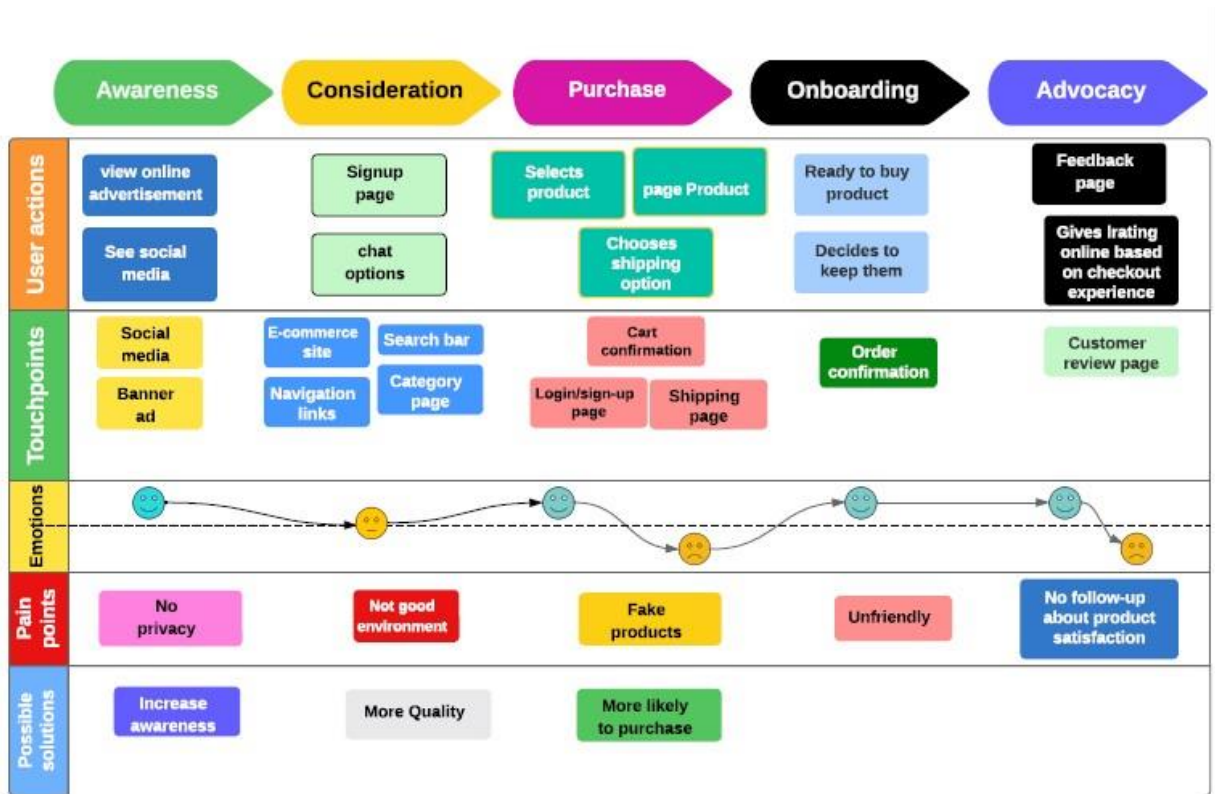 Awareness
Consideration
Purchase
Onboarding
Advocacy
User actions
view online
advertisement
See social
media
Signup
page
chat
options
Selects
product
page Product
Chooses
shipping
option
Ready to buy
product
Decides to
keep them
Feedback
page
Gives lrating
online based
on checkout
experience
Touchpoints
Social
media
Banner
ad
E-commerce
site
Search bar
Navigation
links
Category
page
Cart
confirmation
Login/sign-up
page
Shipping
page
Order
confirmation
Customer
review page
Emotions
Pain
points
No
privacy
Not good
environment
Fake
products
Unfriendly
No follow-up
about product
satisfaction
Possible
solutions
Increase
awareness
More Quality
More likely
to purchase